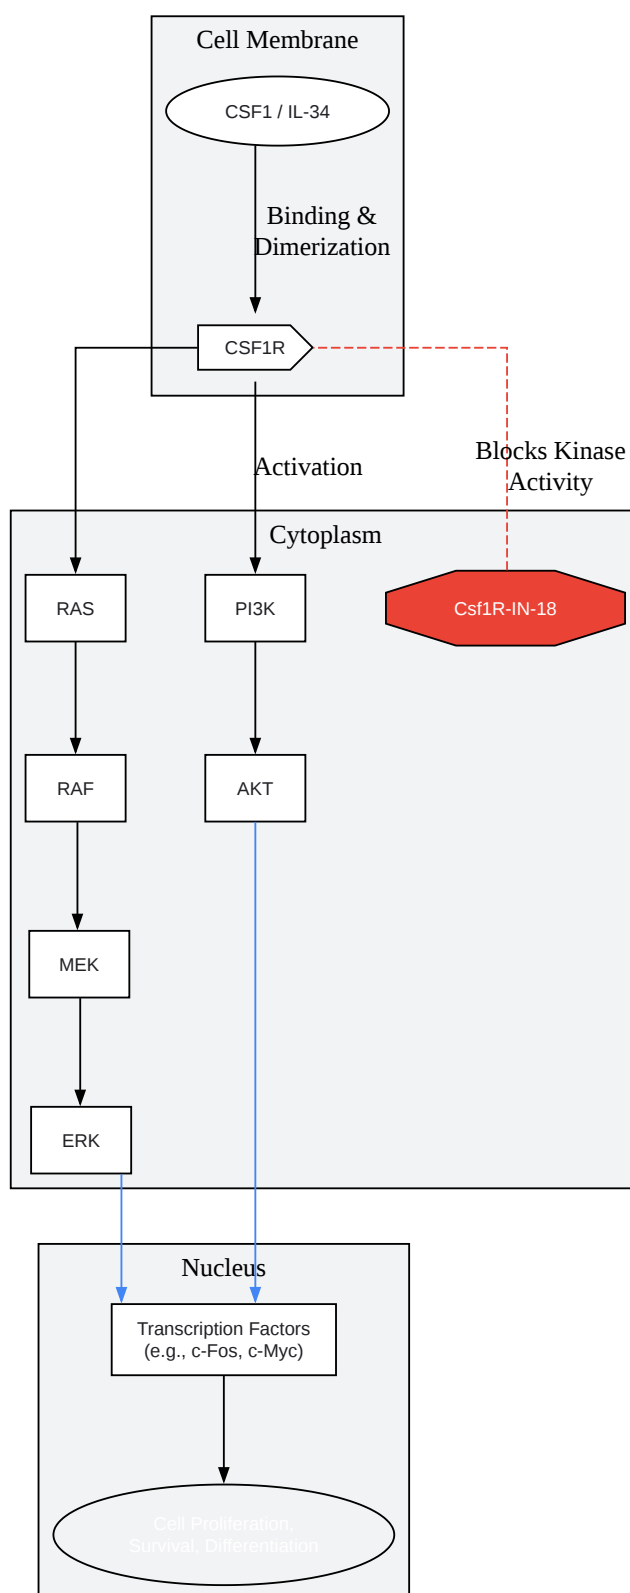 Cell Membrane
CSF1 / IL-34
Binding &
Dimerization
CSF1R
Activation
Blocks Kinase
Activity
Cytoplasm
RAS
PI3K
Csf1R-IN-18
RAF
AKT
MEK
ERK
Nucleus
Transcription Factors
(e.g., c-Fos, c-Myc)
Cell Proliferation,
Survival, Differentiation